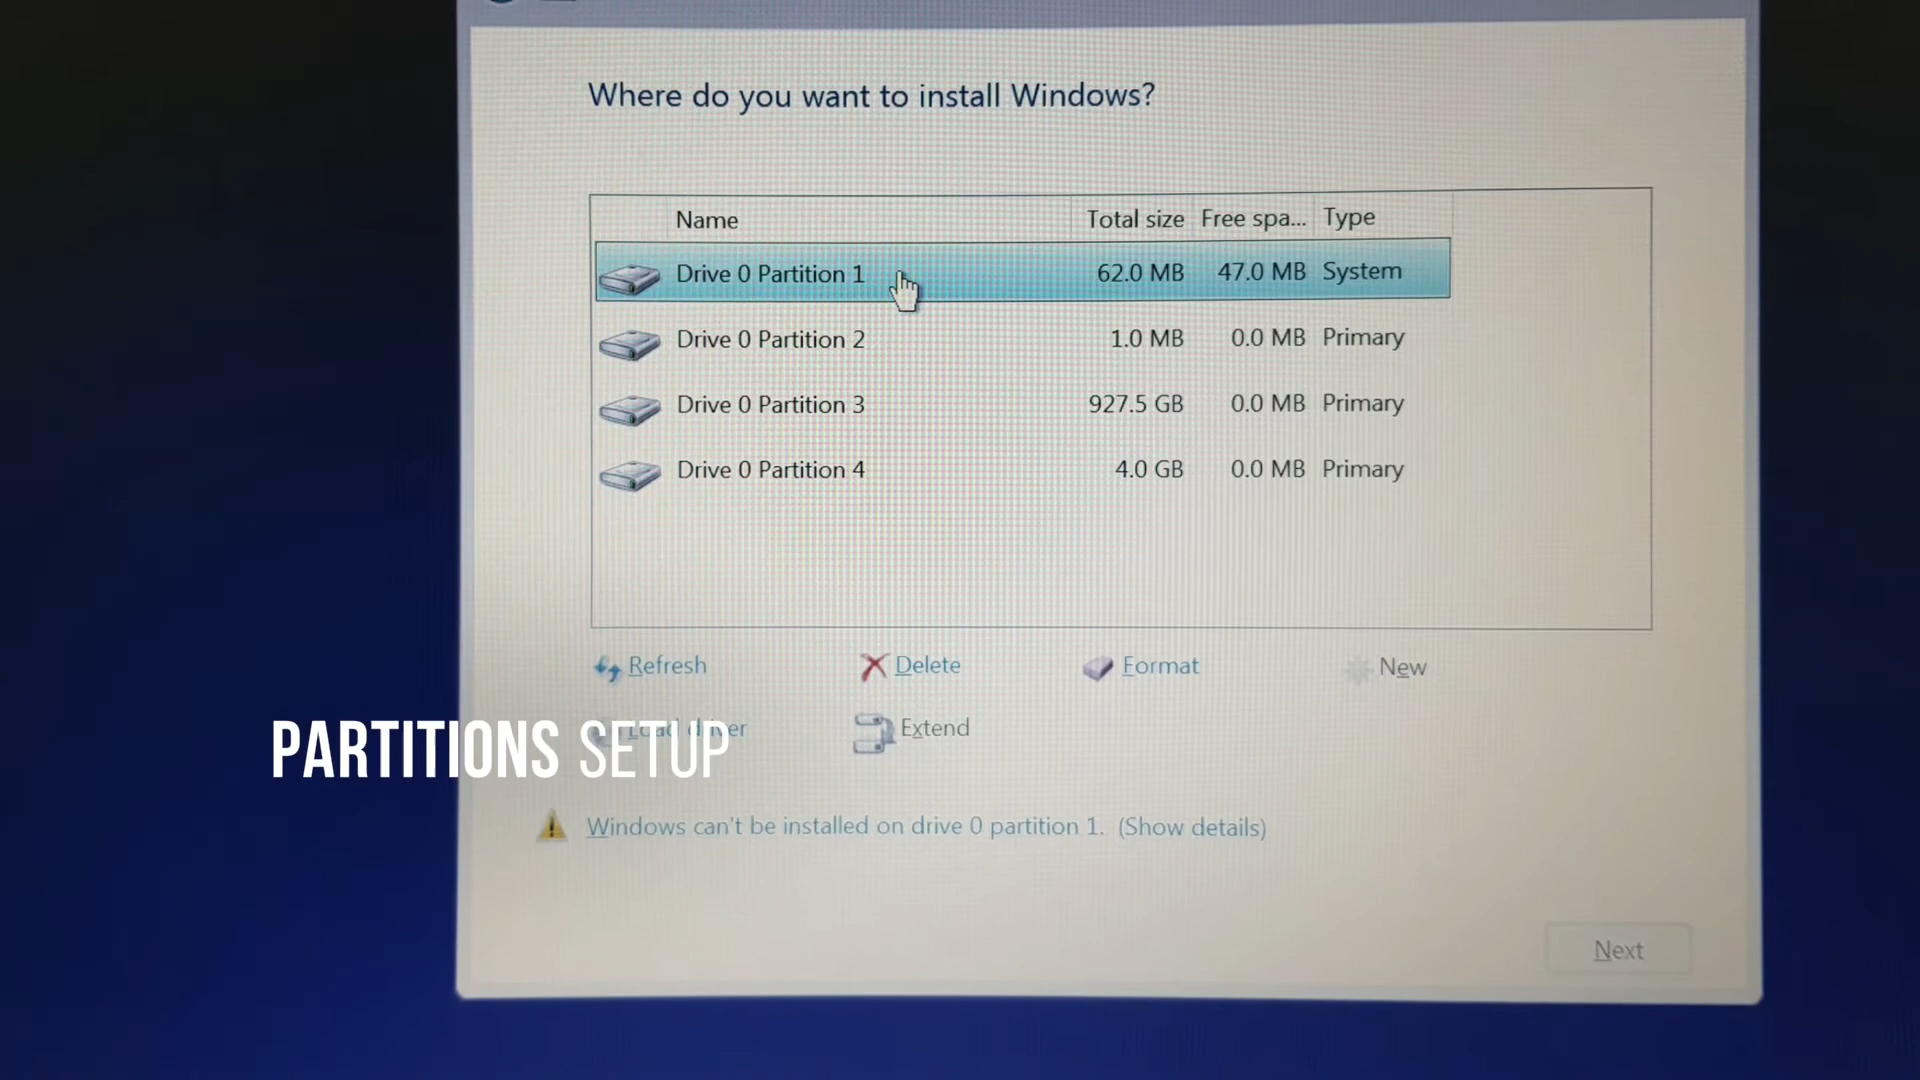 Where do you want to install Windows?
Name Total size Free spa... Type
Drive 0 Partition 1 62.0 MB 47.0 MB System
Drive 0 Partition 2 1.0 MB 0.0 MB Primary
Drive 0 Partition 3 927.5 GB 0.0 MB Primary
Drive 0 Partition 4 4.0 GB 0.0 MB Primary
Refresh Delete Format New
Load driver Extend
PARTITIONS SETUP
Windows can't be installed on drive 0 partition 1. (Show details)
Next